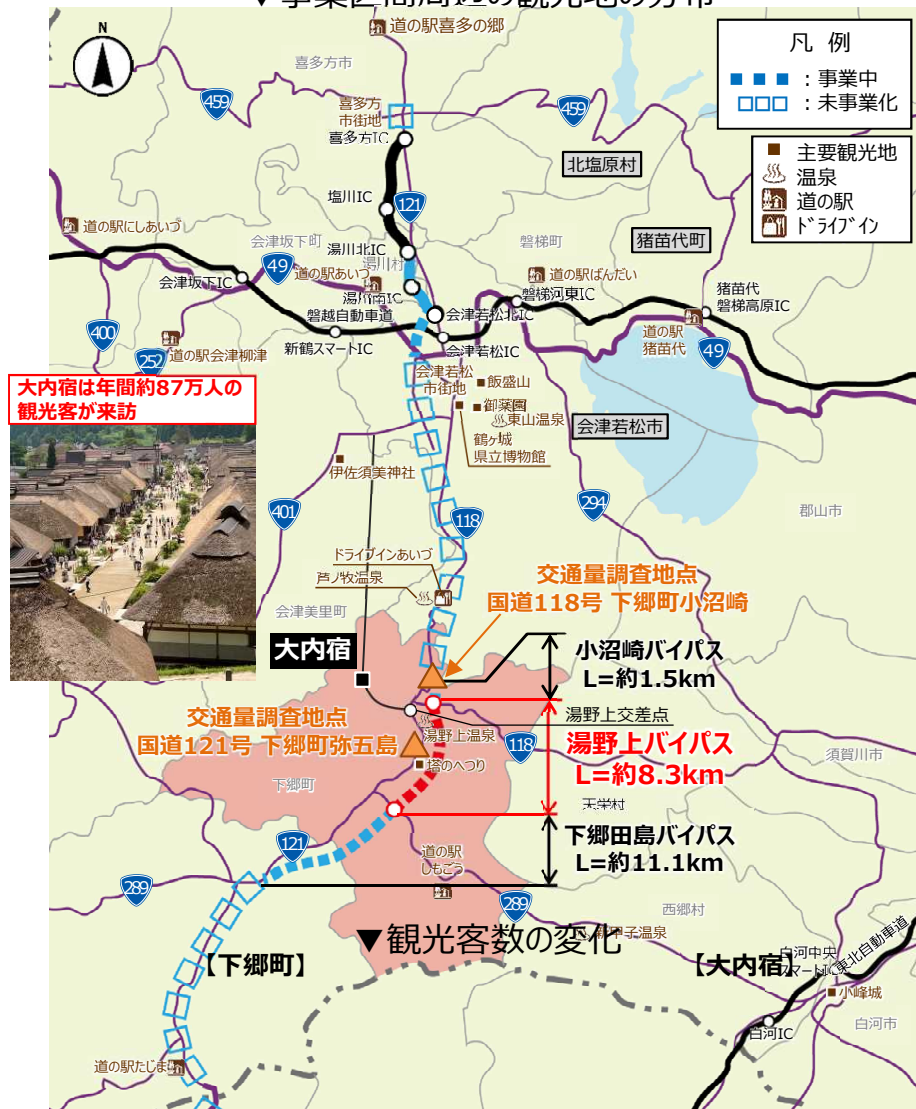 ▼事業区間周辺の観光地の分布
N
凡 例
：事業中
：未事業化
主要観光地
温泉
道の駅
ドライブイン
道の駅喜多の郷
喜多方市
459
喜多方
市街地
459
喜多方IC
北塩原村
塩川IC
121
道の駅にしあいづ
会津坂下町
湯川北IC
湯川村
磐梯町
猪苗代町
49
道の駅あいづ
道の駅ばんだい
会津坂下IC
湯川南IC
磐梯河東IC
猪苗代
磐梯高原IC
磐越自動車道
会津若松北IC
400
新鶴スマートIC
会津若松IC
道の駅
猪苗代
49
252
道の駅会津柳津
会津若松
市街地
飯盛山
大内宿は年間約87万人の
観光客が来訪
御薬園
東山温泉
会津若松市
鶴ヶ城
県立博物館
伊佐須美神社
401
118
294
郡山市
ドライブインあいづ
芦ノ牧温泉
交通量調査地点
国道118号 下郷町小沼崎
会津美里町
大内宿
小沼崎バイパス
L=約1.5km
交通量調査地点
国道121号 下郷町弥五島
湯野上交差点
湯野上温泉
118
湯野上バイパス
L=約8.3km
塔のへつり
須賀川市
下郷町
天栄村
121
下郷田島バイパス
L=約11.1km
道の駅
しもごう
289
289
西郷村
▼観光客数の変化
新甲子温泉
【下郷町】
【大内宿】
白河中央
スマートIC
東北自動車道
小峰城
白河IC
白河市
道の駅たじま